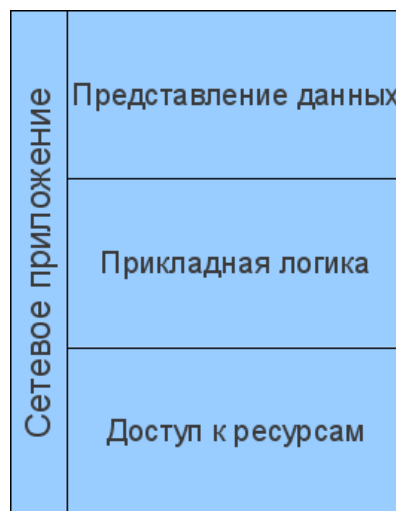 Сетевое приложение
Представление данных
Прикладная логика
Доступ к ресурсам